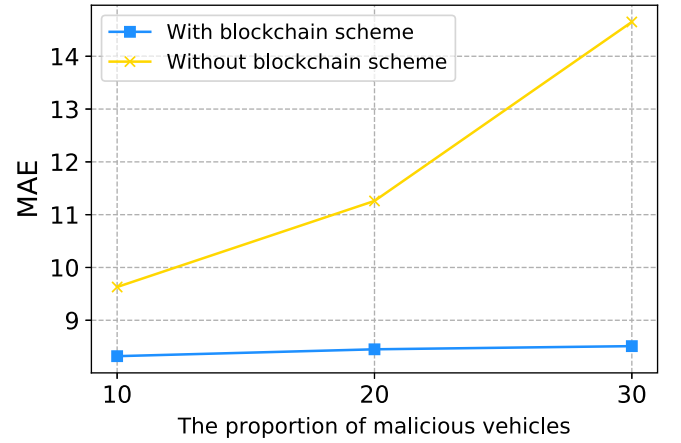 With blockchain scheme
Without blockchain scheme
14
13
12
11
10
9
MAE
10 20 30
The proportion of malicious vehicles